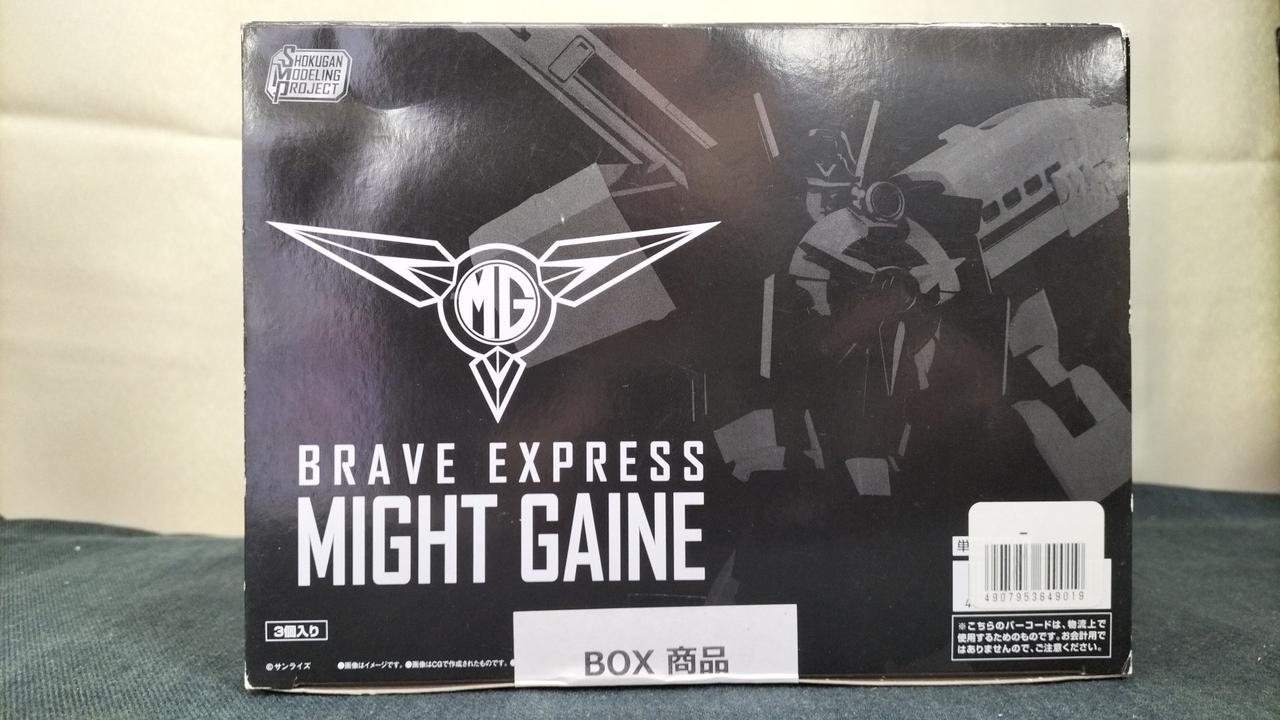 SHOKUGAN
MODELING
PROJECT
MG
BRAVE EXPRESS
MIGHT GAINE
3個入り
©サンライズ
●画像はイメージです。●画像はCGで作成されたものです。
BOX 商品
単
4907953649019
※こちらのバーコードは、物流上で
使用するためのものです。お会計用で
はありませんので、ご注意ください。